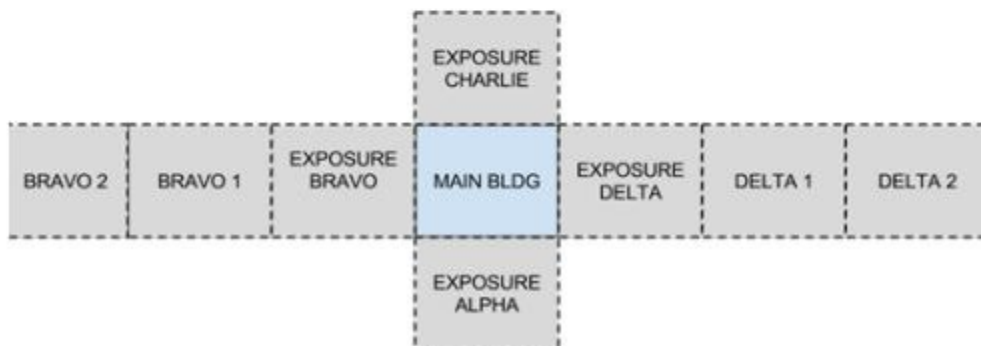 EXPOSURE
CHARLIE
BRAVO 2
BRAVO 1
EXPOSURE
BRAVO
MAIN BLDG
EXPOSURE
DELTA
DELTA 1
DELTA 2
EXPOSURE
ALPHA